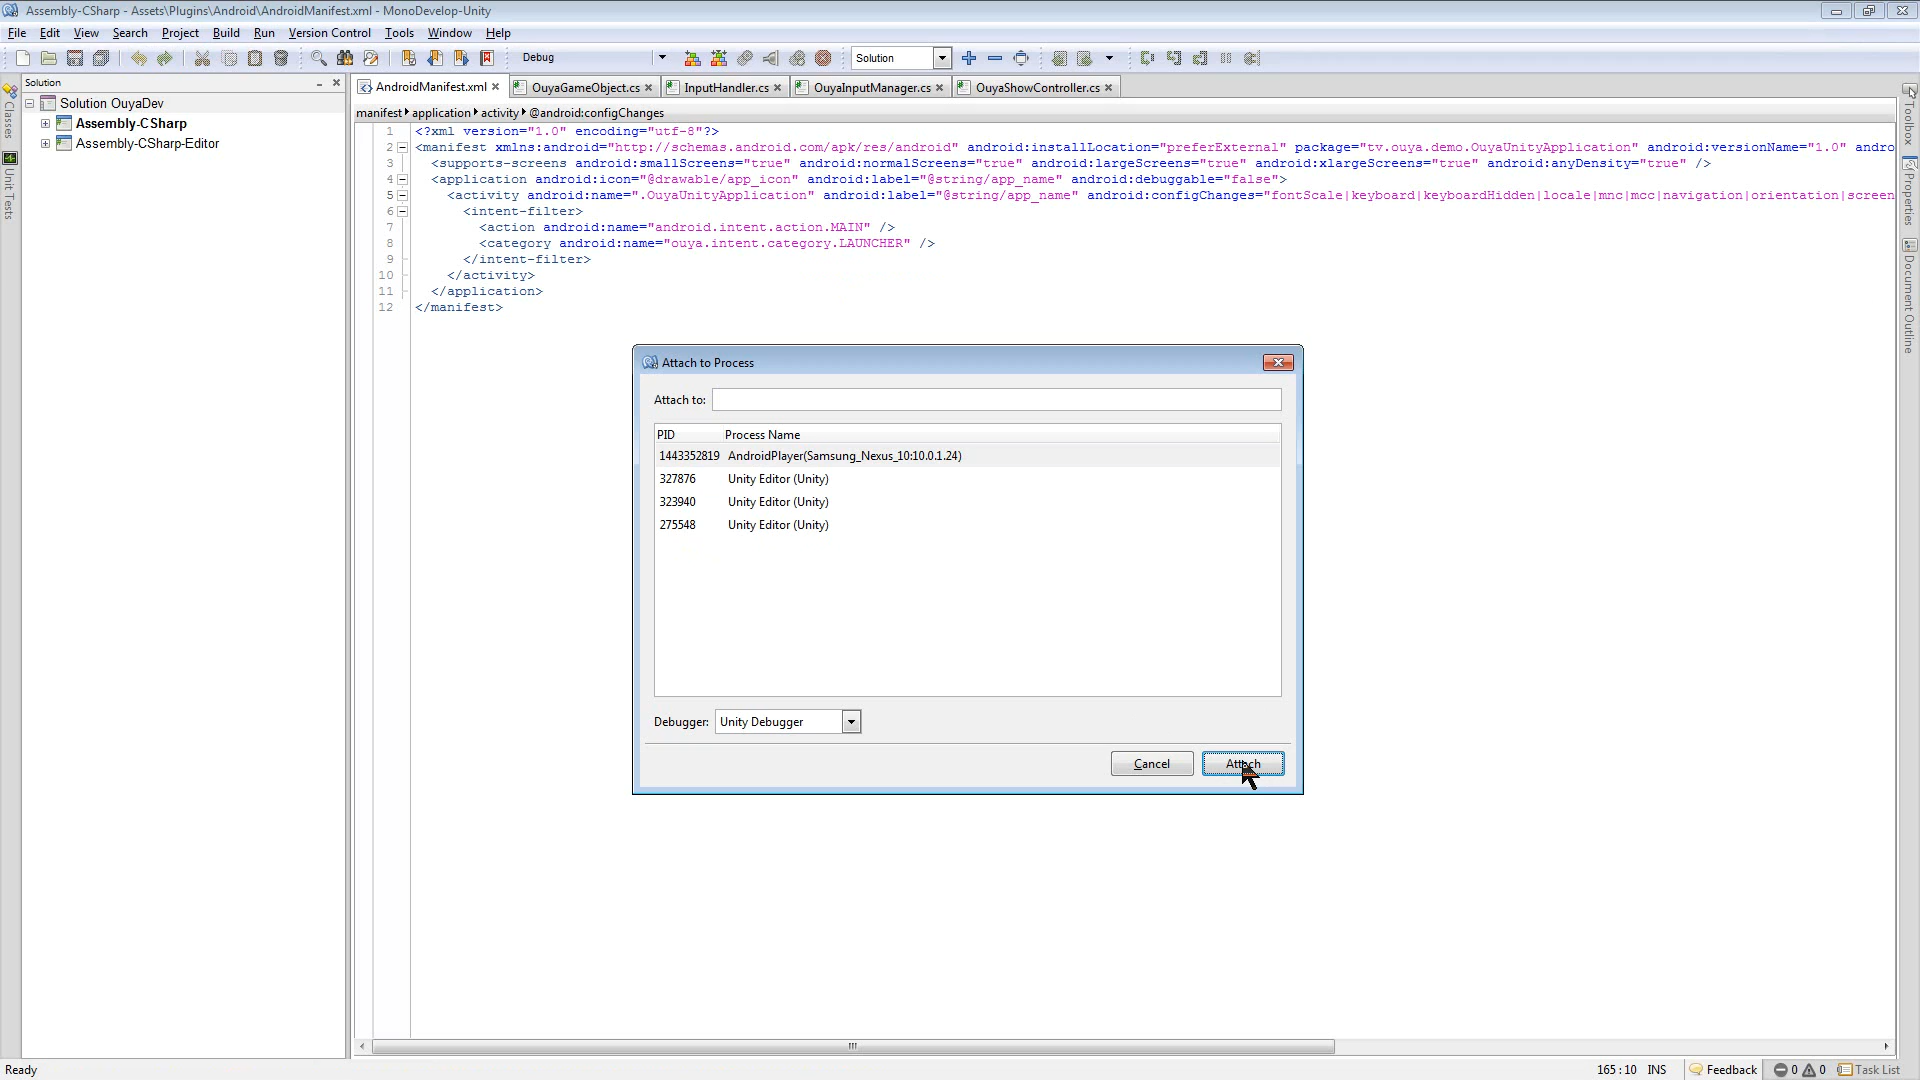 Assembly-CSharp - Assets\Plugins\Android\AndroidManifest.xml - MonoDevelop-Unity
File Edit View Search Project Build Run Version Control Tools Window Help
Debug
Solution
Solution
Solution OuyaDev
Assembly-CSharp
Assembly-CSharp-Editor
Classes
Unit Tests
AndroidManifest.xml
OuyaGameObject.cs
InputHandler.cs
OuyaInputManager.cs
OuyaShowController.cs
manifest application activity @android:configChanges
1 <?xml version="1.0" encoding="utf-8"?>
2 <manifest xmlns:android="http://schemas.android.com/apk/res/android" android:installLocation="preferExternal" package="tv.ouya.demo.OuyaUnityApplication" android:versionName="1.0" andro
3 <supports-screens android:smallScreens="true" android:normalScreens="true" android:largeScreens="true" android:xlargeScreens="true" android:anyDensity="true" />
4 <application android:icon="@drawable/app_icon" android:label="@string/app_name" android:debuggable="false">
5 <activity android:name=".OuyaUnityApplication" android:label="@string/app_name" android:configChanges="fontScale|keyboard|keyboardHidden|locale|mnc|mcc|navigation|orientation|screen
6 <intent-filter>
7 <action android:name="android.intent.action.MAIN" />
8 <category android:name="ouya.intent.category.LAUNCHER" />
9 </intent-filter>
10 </activity>
11 </application>
12 </manifest>
Attach to Process
Attach to:
PID Process Name
1443352819 AndroidPlayer(Samsung_Nexus_10:10.0.1.24)
327876 Unity Editor (Unity)
323940 Unity Editor (Unity)
275548 Unity Editor (Unity)
Debugger: Unity Debugger
Cancel Attach
Toolbox
Properties
Document Outline
Ready
165 : 10 INS
Feedback
0 0
Task List